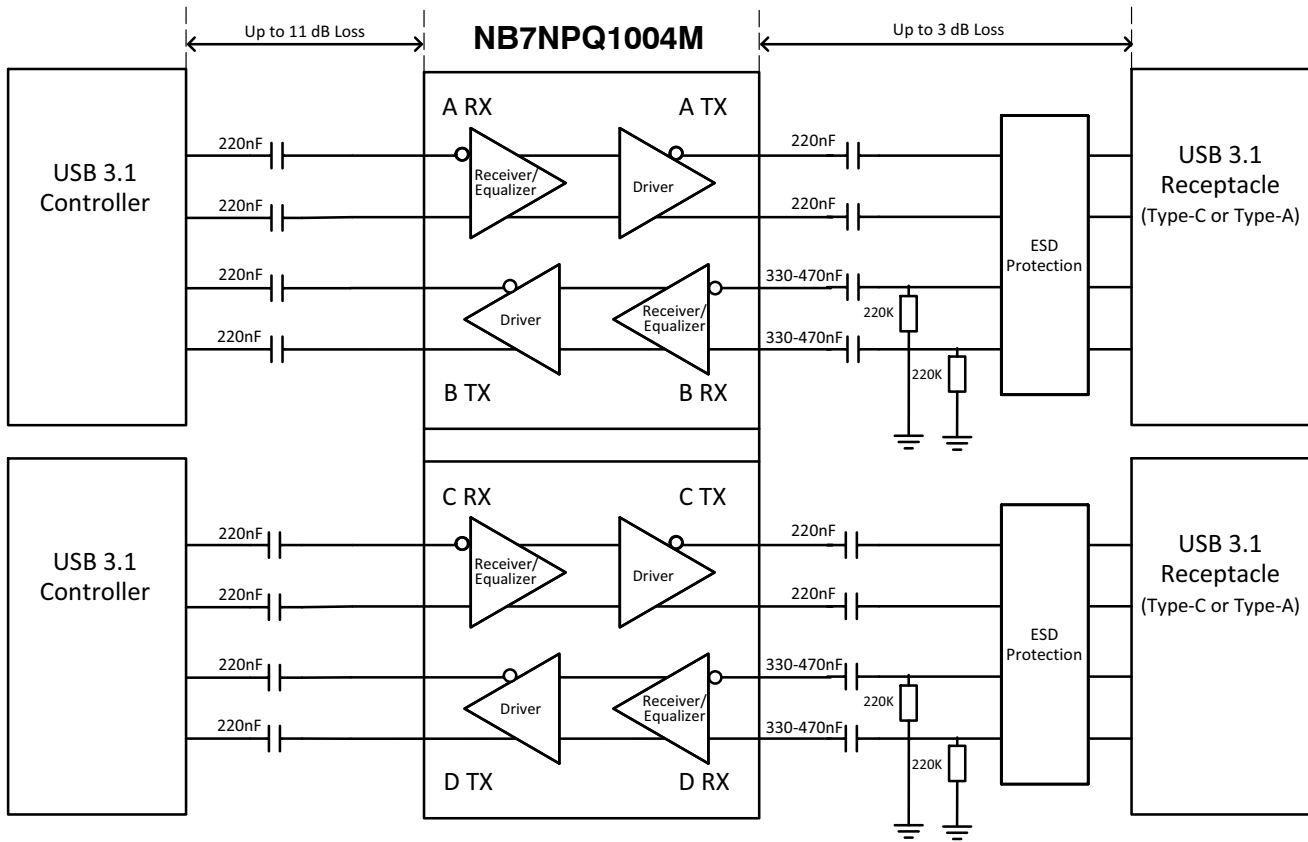 Up to 11 dB Loss
NB7NPQ1004M
Up to 3 dB Loss
A RX
A TX
220nF
220nF
USB 3.1
Controller
Receiver/
Equalizer
Driver
USB 3.1
Receptacle
(Type-C or Type-A)
220nF
220nF
ESD
Protection
220nF
330-470nF
Driver
Receiver/
Equalizer
220K
220nF
330-470nF
220K
B TX
B RX
C RX
C TX
220nF
220nF
USB 3.1
Controller
Receiver/
Equalizer
Driver
USB 3.1
Receptacle
(Type-C or Type-A)
220nF
220nF
ESD
Protection
220nF
330-470nF
Driver
Receiver/
Equalizer
220K
220nF
330-470nF
220K
D TX
D RX